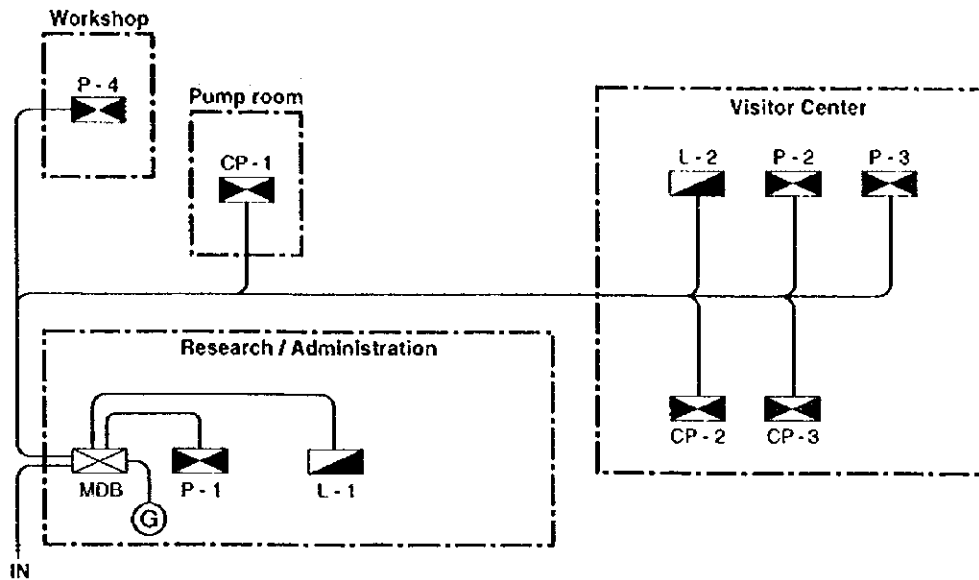 Workshop
P - 4
Pump room
CP - 1
Visitor Center
L - 2
P - 2
P - 3
CP - 2
CP - 3
Research / Administration
MDB
P - 1
L - 1
G
IN